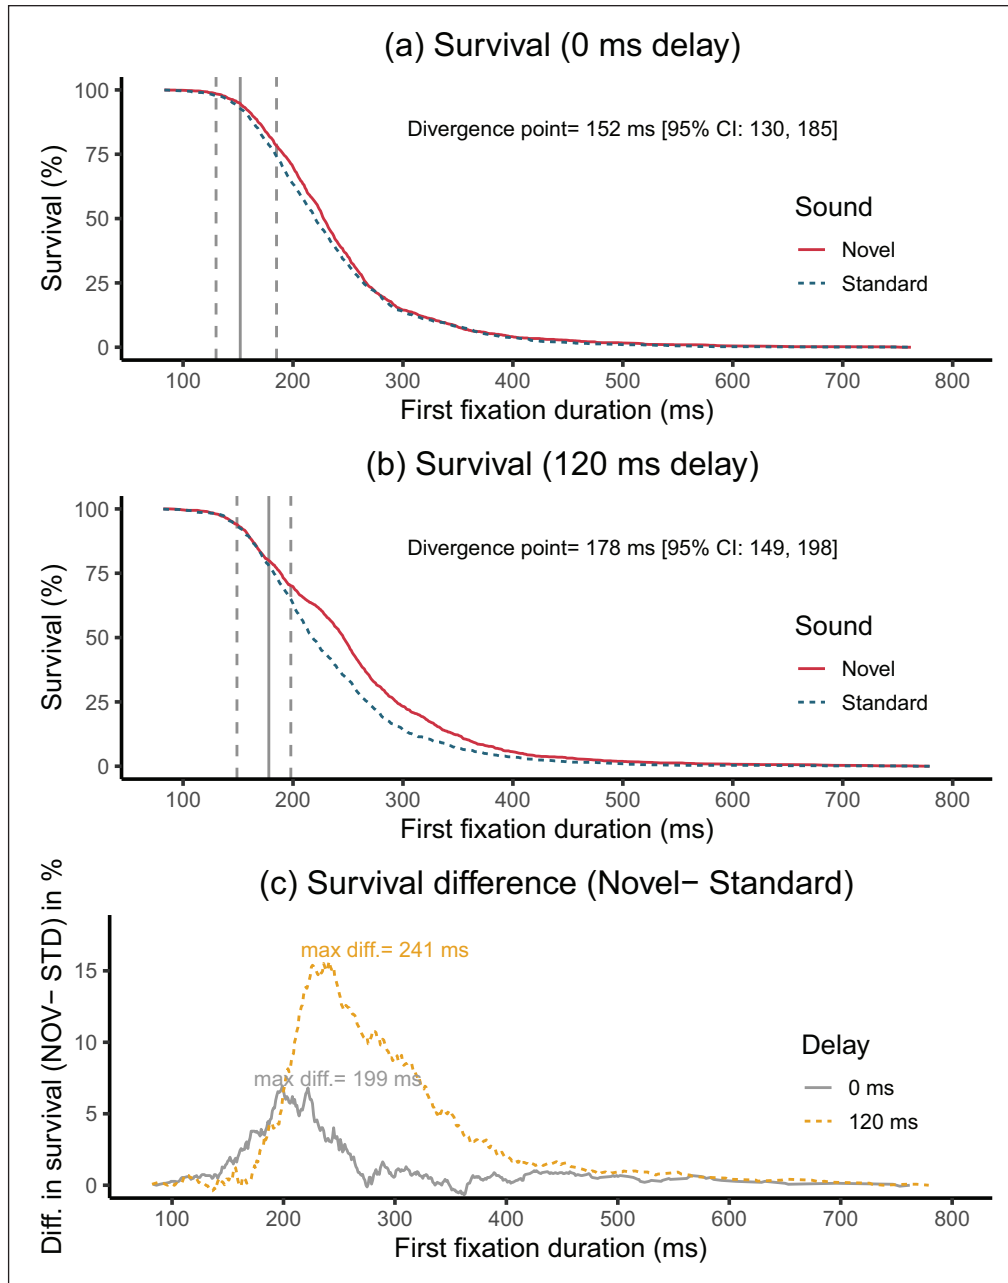 (a) Survival (0 ms delay)
Survival (%)
100
75
50
25
0
Divergence point= 152 ms [95% CI: 130, 185]
Sound
Novel
Standard
100 200 300 400 500 600 700 800
First fixation duration (ms)
(b) Survival (120 ms delay)
Survival (%)
100
75
50
25
0
Divergence point= 178 ms [95% CI: 149, 198]
Sound
Novel
Standard
100 200 300 400 500 600 700 800
First fixation duration (ms)
(c) Survival difference (Novel− Standard)
Diff. in survival (NOV− STD) in %
15
10
5
0
max diff.= 241 ms
max diff.= 199 ms
Delay
0 ms
120 ms
100 200 300 400 500 600 700 800
First fixation duration (ms)